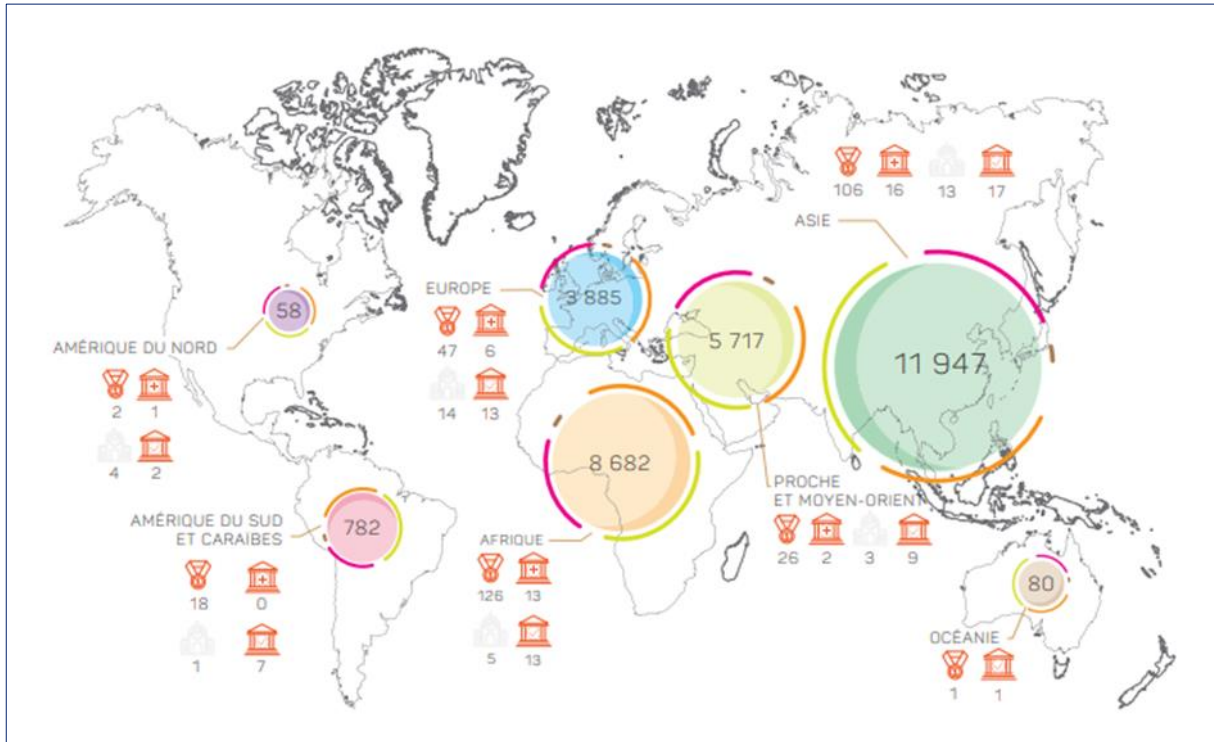 106 16 13 17
ASIE
11 947
EUROPE
3 885
47 6
14 13
5 717
58
AMÉRIQUE DU NORD
2 1
4 2
8 682
PROCHE
ET MOYEN-ORIENT
26 2 3 9
AMÉRIQUE DU SUD
ET CARAIBES
782
18 0
1 7
AFRIQUE
126 13
5 13
80
OCÉANIE
1 1